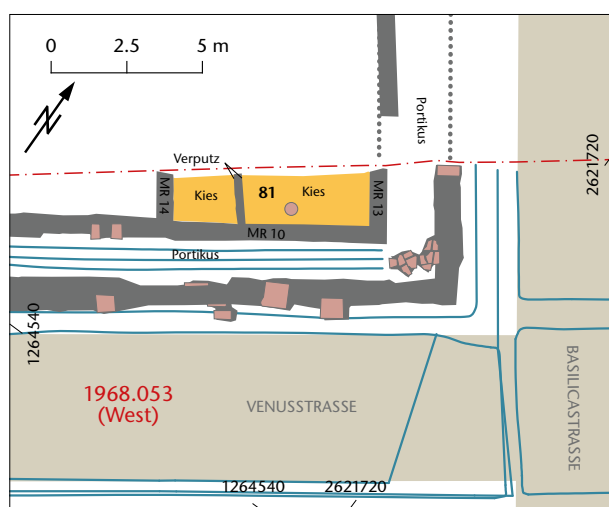 0 2.5 5 m
N
Portikus
Verputz
2621720
MR 14
Kies
81
Kies
MR 13
MR 10
Portikus
1264540
1968.053
(West)
VENUSSTRASSE
BASILICASTRASSE
1264540
2621720